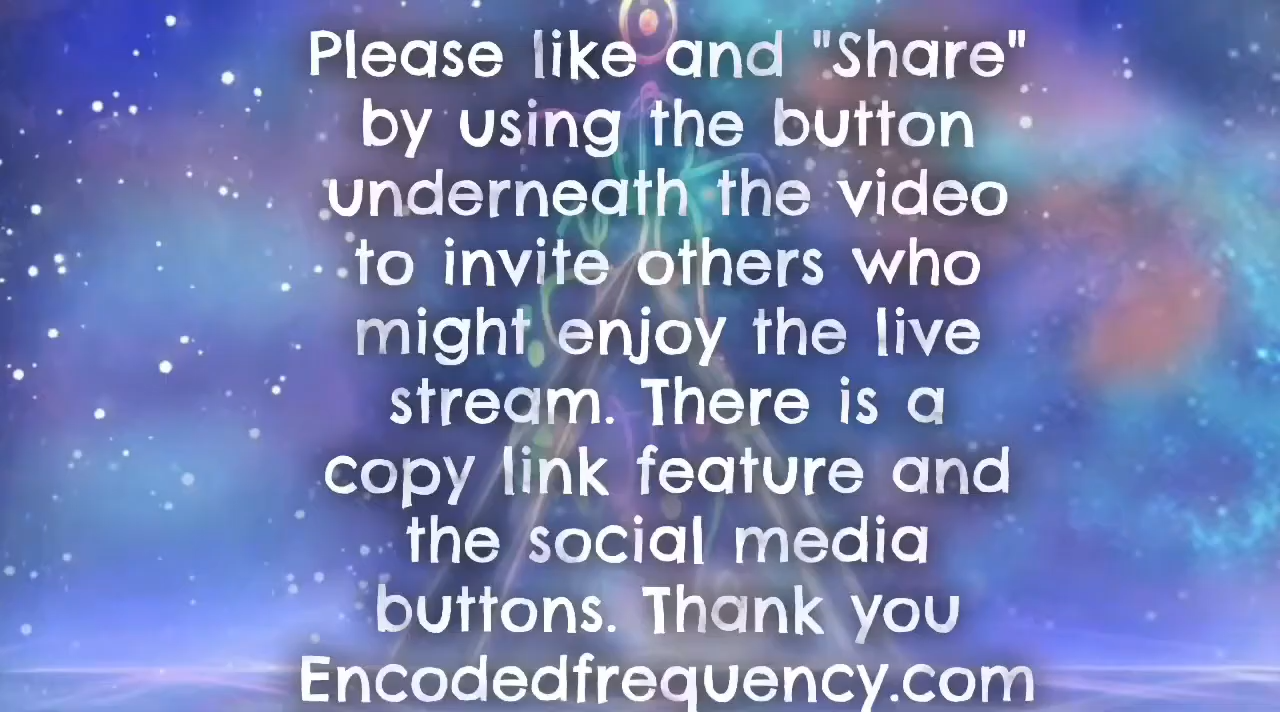 Please like and "Share"
by using the button
underneath the video
to invite others who
might enjoy the live
stream. There is a
copy link feature and
the social media
buttons. Thank you
Encodedfrequency.com